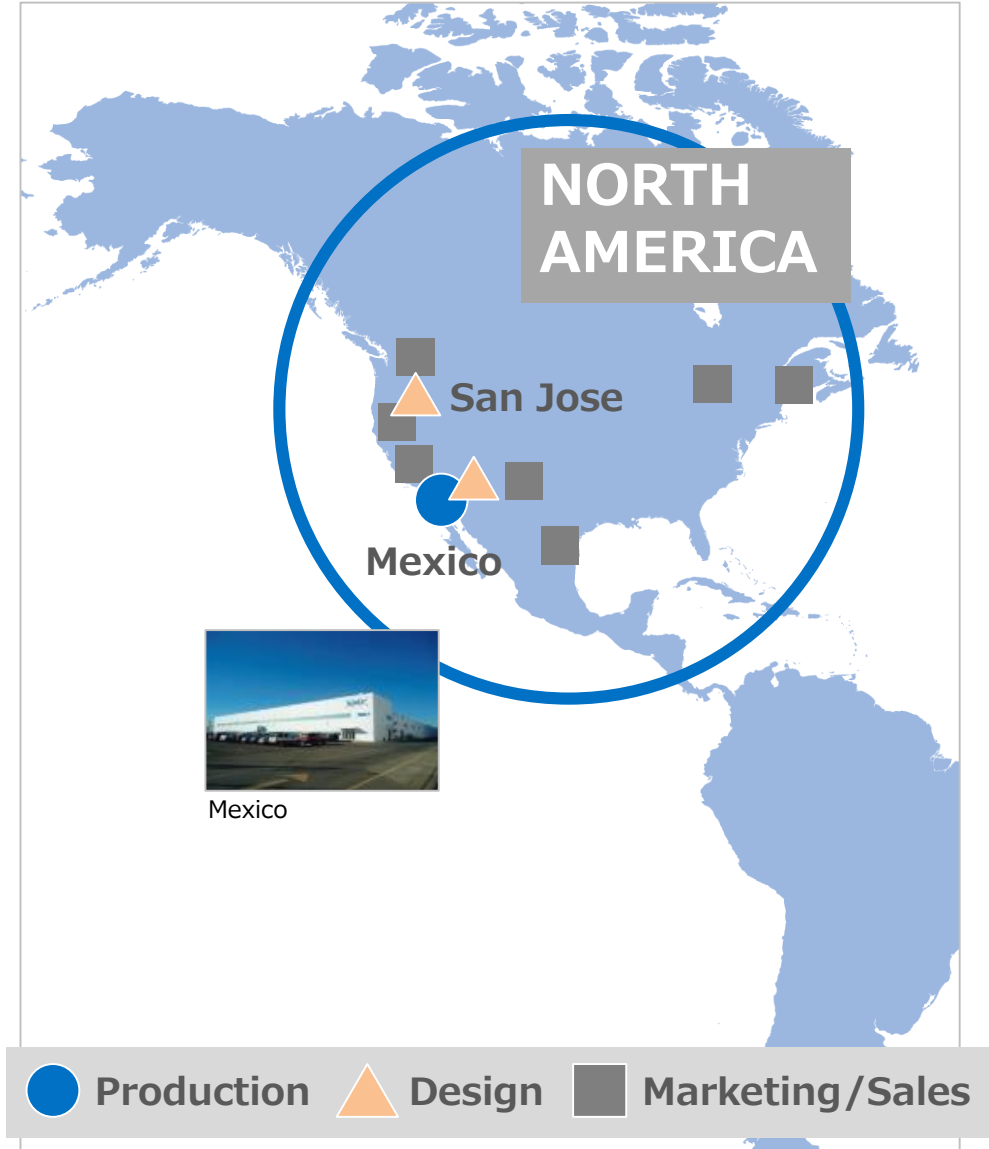 NORTH
AMERICA
San Jose
Mexico
Mexico
Production
Design
Marketing/Sales